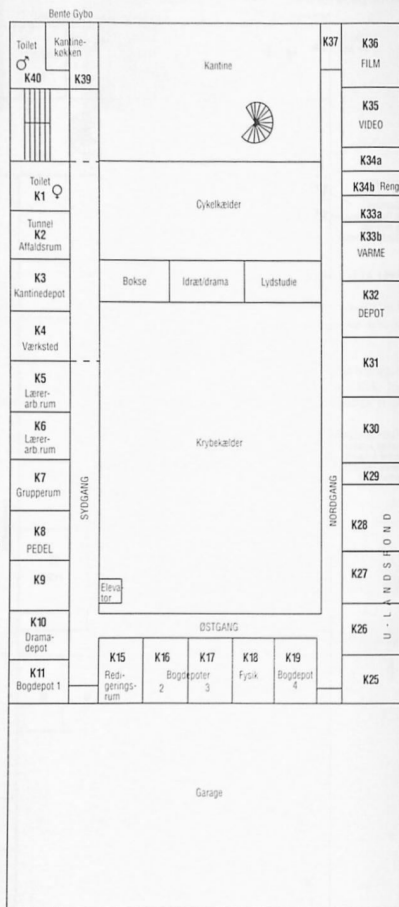 Bente Gybo
Toilet
♂
K40
Kantine-
køkken
K39
Kantine
K37
K36
FILM
K35
VIDEO
K34a
K34b Reng
K33a
K33b
VARME
K32
DEPOT
K31
K30
K29
K28
K27
K26
K25
U-LANDSFOND
Toilet ♀
K1
Tunnel
K2
Affaldsrum
K3
Kantinedepot
K4
Værksted
K5
Lærer-
arb rum
K6
Lærer-
arb.rum
K7
Grupperum
K8
PEDEL
K9
K10
Drama-
depot
K11
Bogdepot 1
SYDGANG
Cykelkælder
Bokse
Idræt/drama
Lydstudie
Krybekælder
NORDGANG
Eleva-
tor
ØSTGANG
K15
Redi-
gerings-
rum
K16
K17
Bogdepoter
2
3
K18
Fysik
K19
Bogdepot
4
Garage